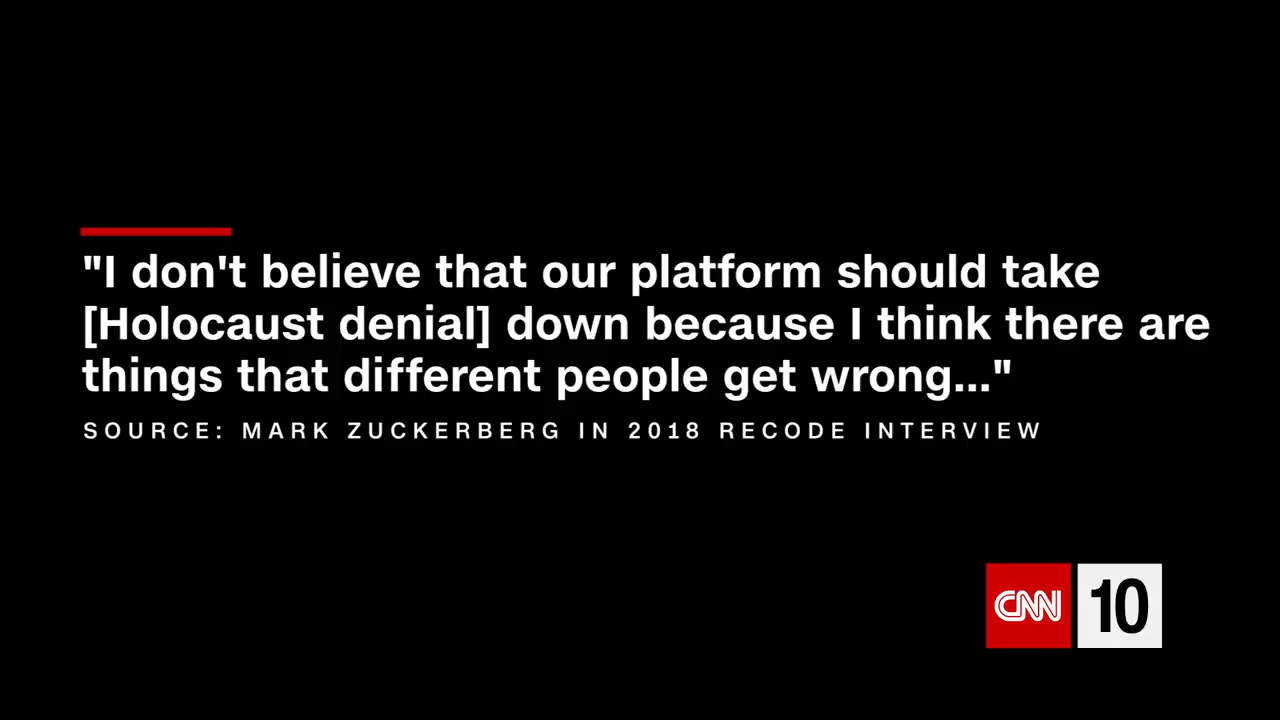 "I don't believe that our platform should take
[Holocaust denial] down because I think there are
things that different people get wrong..."
SOURCE: MARK ZUCKERBERG IN 2018 RECODE INTERVIEW
CNN 10